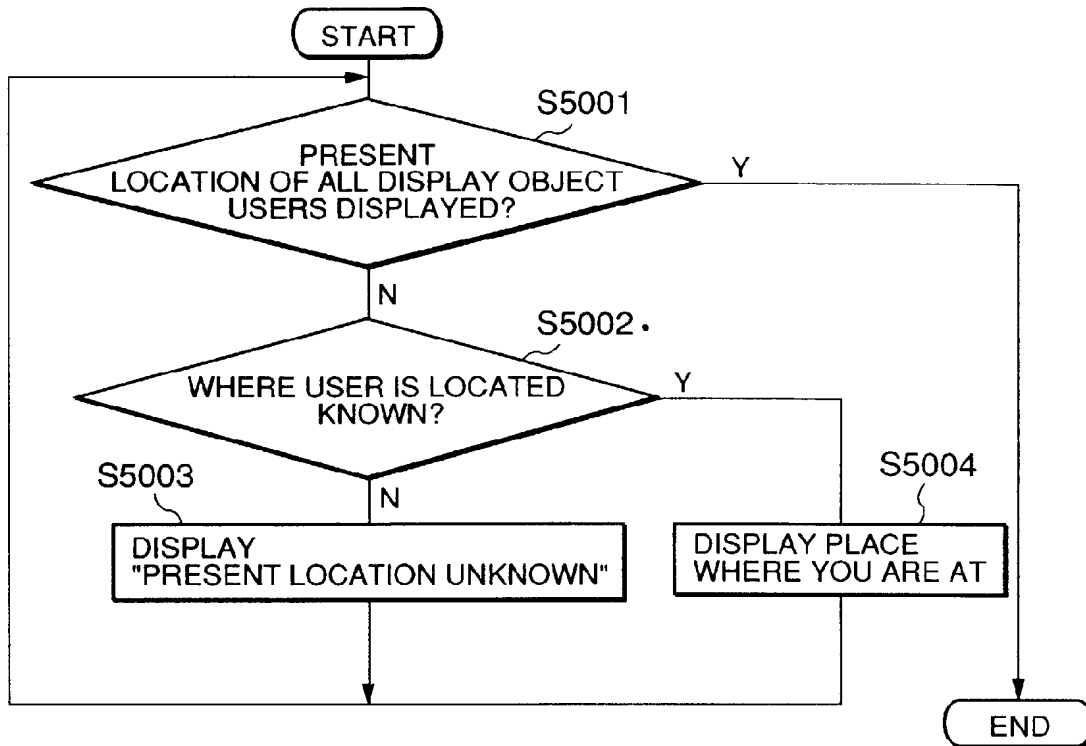 START
S5001
PRESENT
LOCATION OF ALL DISPLAY OBJECT
USERS DISPLAYED?
Y
N
S5002.
WHERE USER IS LOCATED
KNOWN?
Y
N
S5003
DISPLAY
"PRESENT LOCATION UNKNOWN"
S5004
DISPLAY PLACE
WHERE YOU ARE AT
END